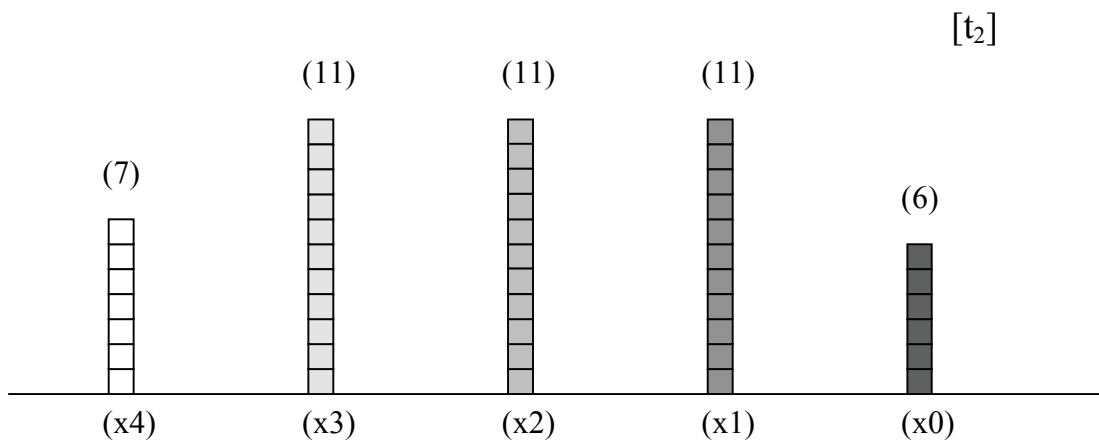 [t₂]
(11) (11) (11)
(7)
(6)
(x4) (x3) (x2) (x1) (x0)